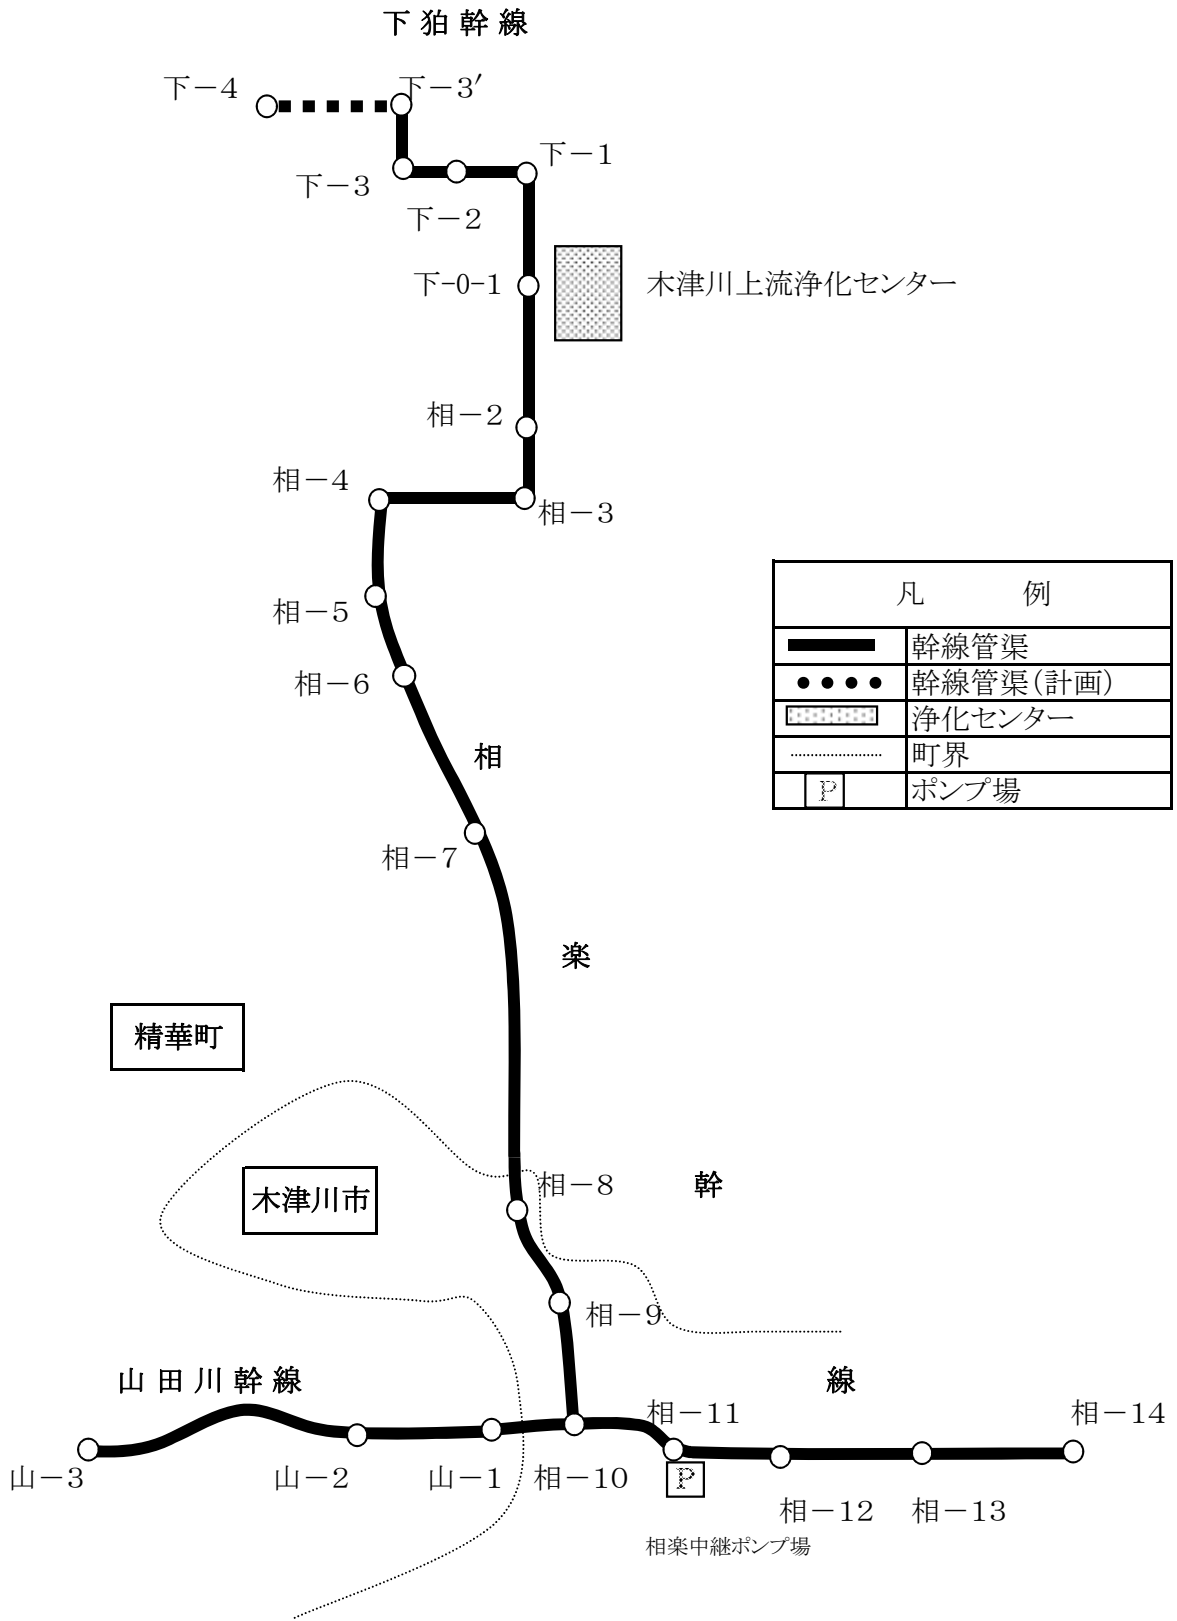 下狛幹線
下－4
下－3′
下－1
下－3
下－2
下-0-1
木津川上流浄化センター
相－2
相－4
相－3
凡　例
相－5
幹線管渠
相－6
幹線管渠（計画）
浄化センター
相
町界
P
ポンプ場
相－7
楽
精華町
相－8
幹
木津川市
相－9
山田川幹線
線
相－11
相－14
山－3
山－2
山－1
相－10
P
相－12
相－13
相楽中継ポンプ場